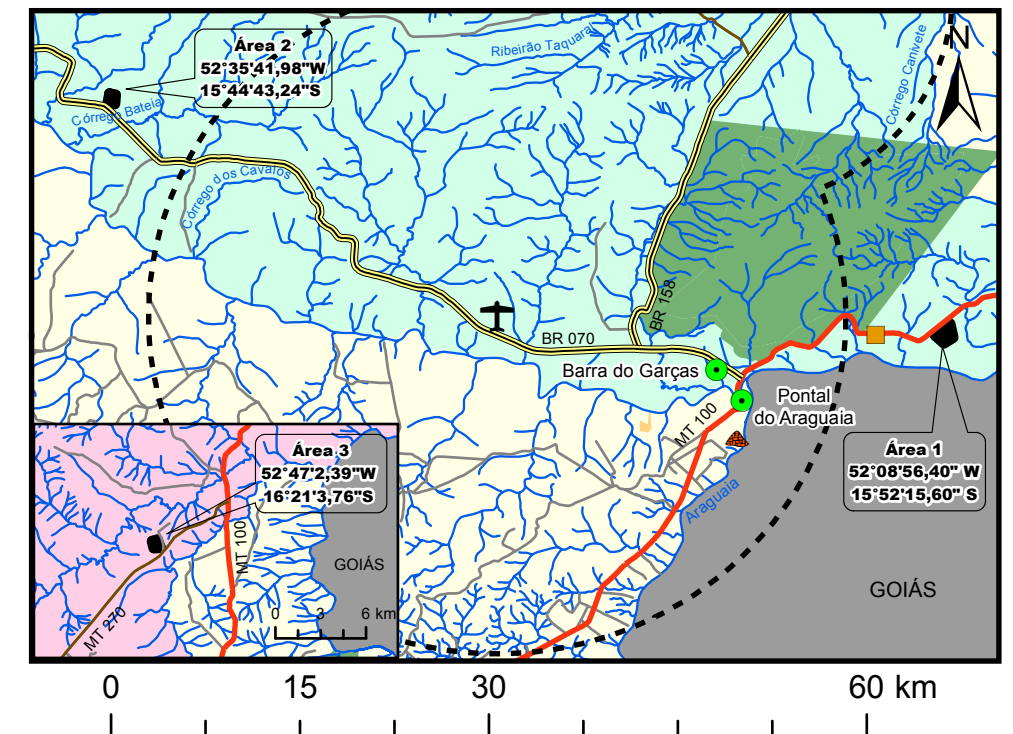 Área 2
52°35'41,98"W
15°44'43,24"S
Ribeirão Taquaral
Córrego Canivete
N
Córrego Bateia
Córrego dos Cavalos
BR 158
BR 070
Barra do Garças
Pontal
do Araguaia
MT 100
Área 1
52°08'56,40" W
15°52'15,60" S
Araguaia
GOIÁS
Área 3
52°47'2,39"W
16°21'3,76"S
MT 100
GOIÁS
MT 270
0 3 6 km
0 15 30 60 km